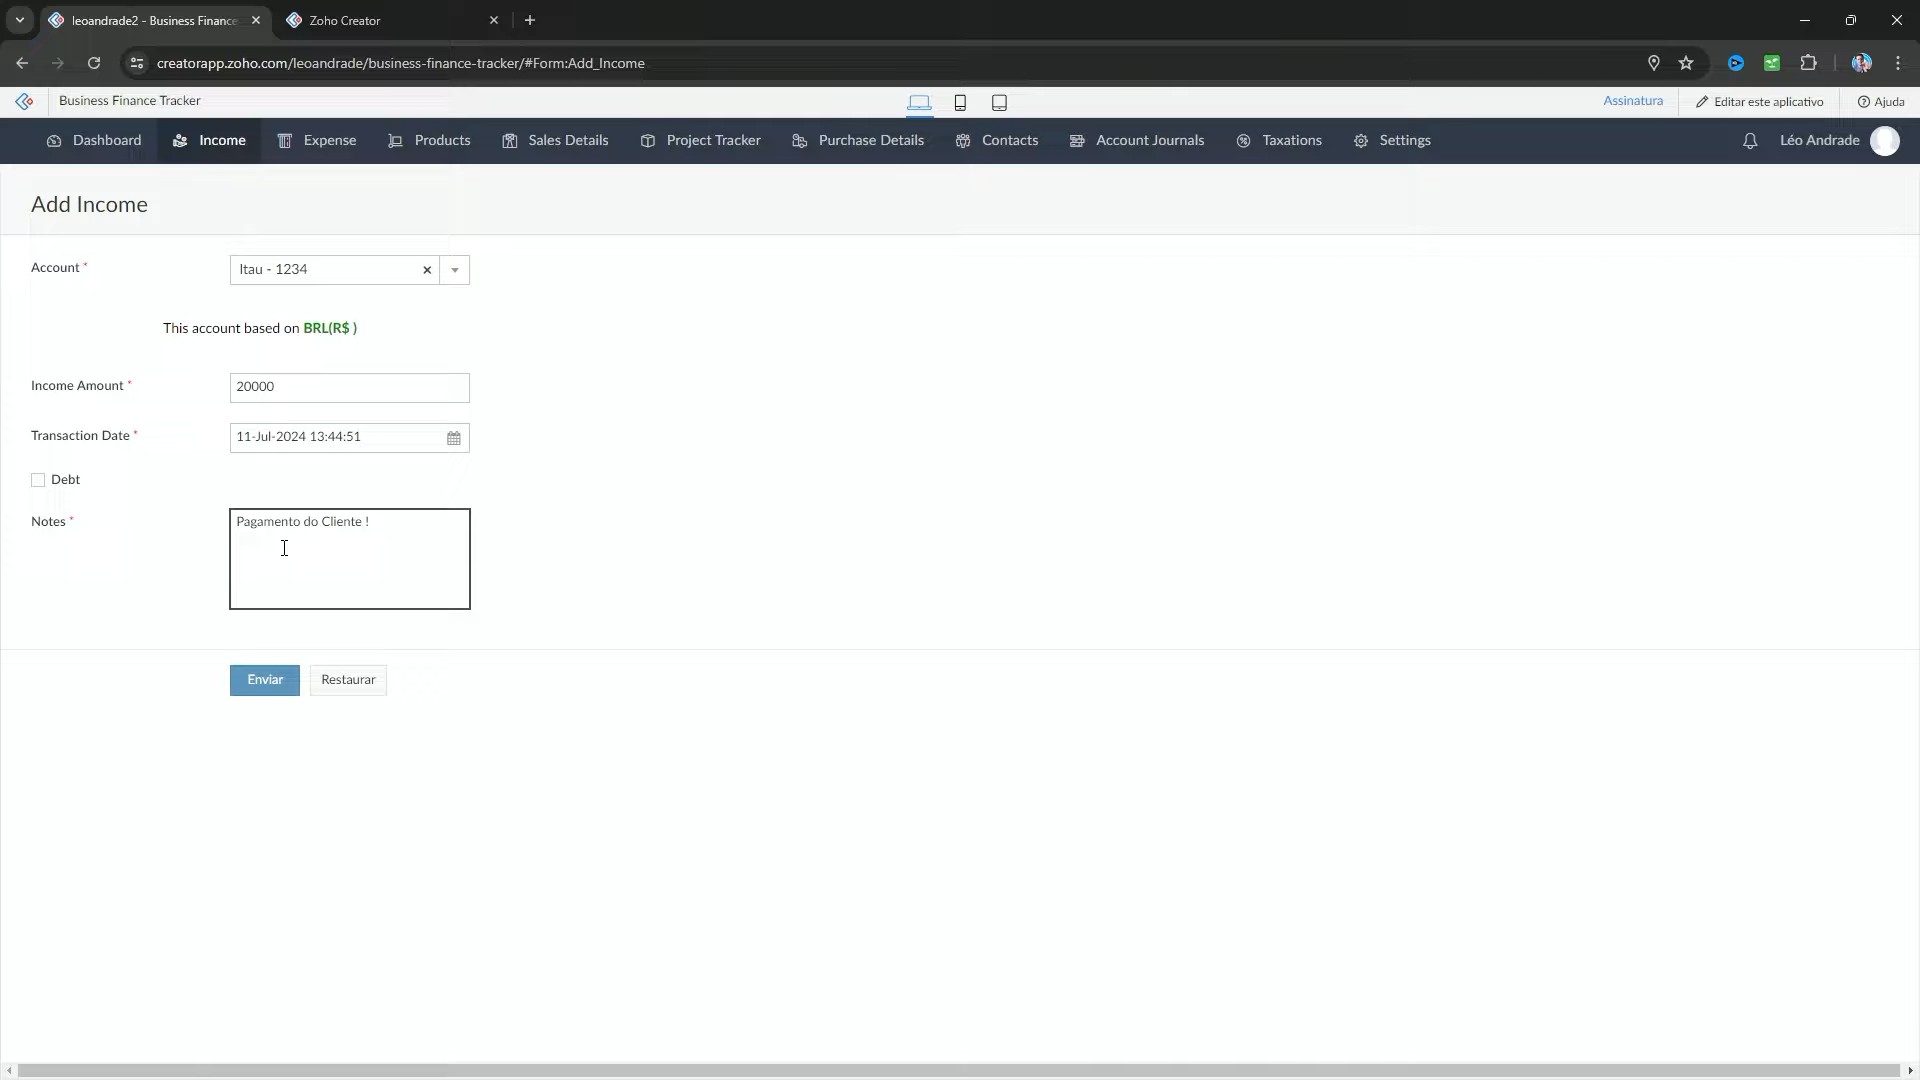 leoandrade2 - Business Finance
Zoho Creator
creatorapp.zoho.com/leoandrade/business-finance-tracker/#Form:Add_Income
Business Finance Tracker
Assinatura
Editar este aplicativo
Ajuda
Dashboard
Income
Expense
Products
Sales Details
Project Tracker
Purchase Details
Contacts
Account Journals
Taxations
Settings
Léo Andrade
Add Income
Account *
Itau - 1234
This account based on BRL(R$ )
Income Amount *
20000
Transaction Date *
11-Jul-2024 13:44:51
Debt
Notes *
Pagamento do Cliente !
Enviar
Restaurar